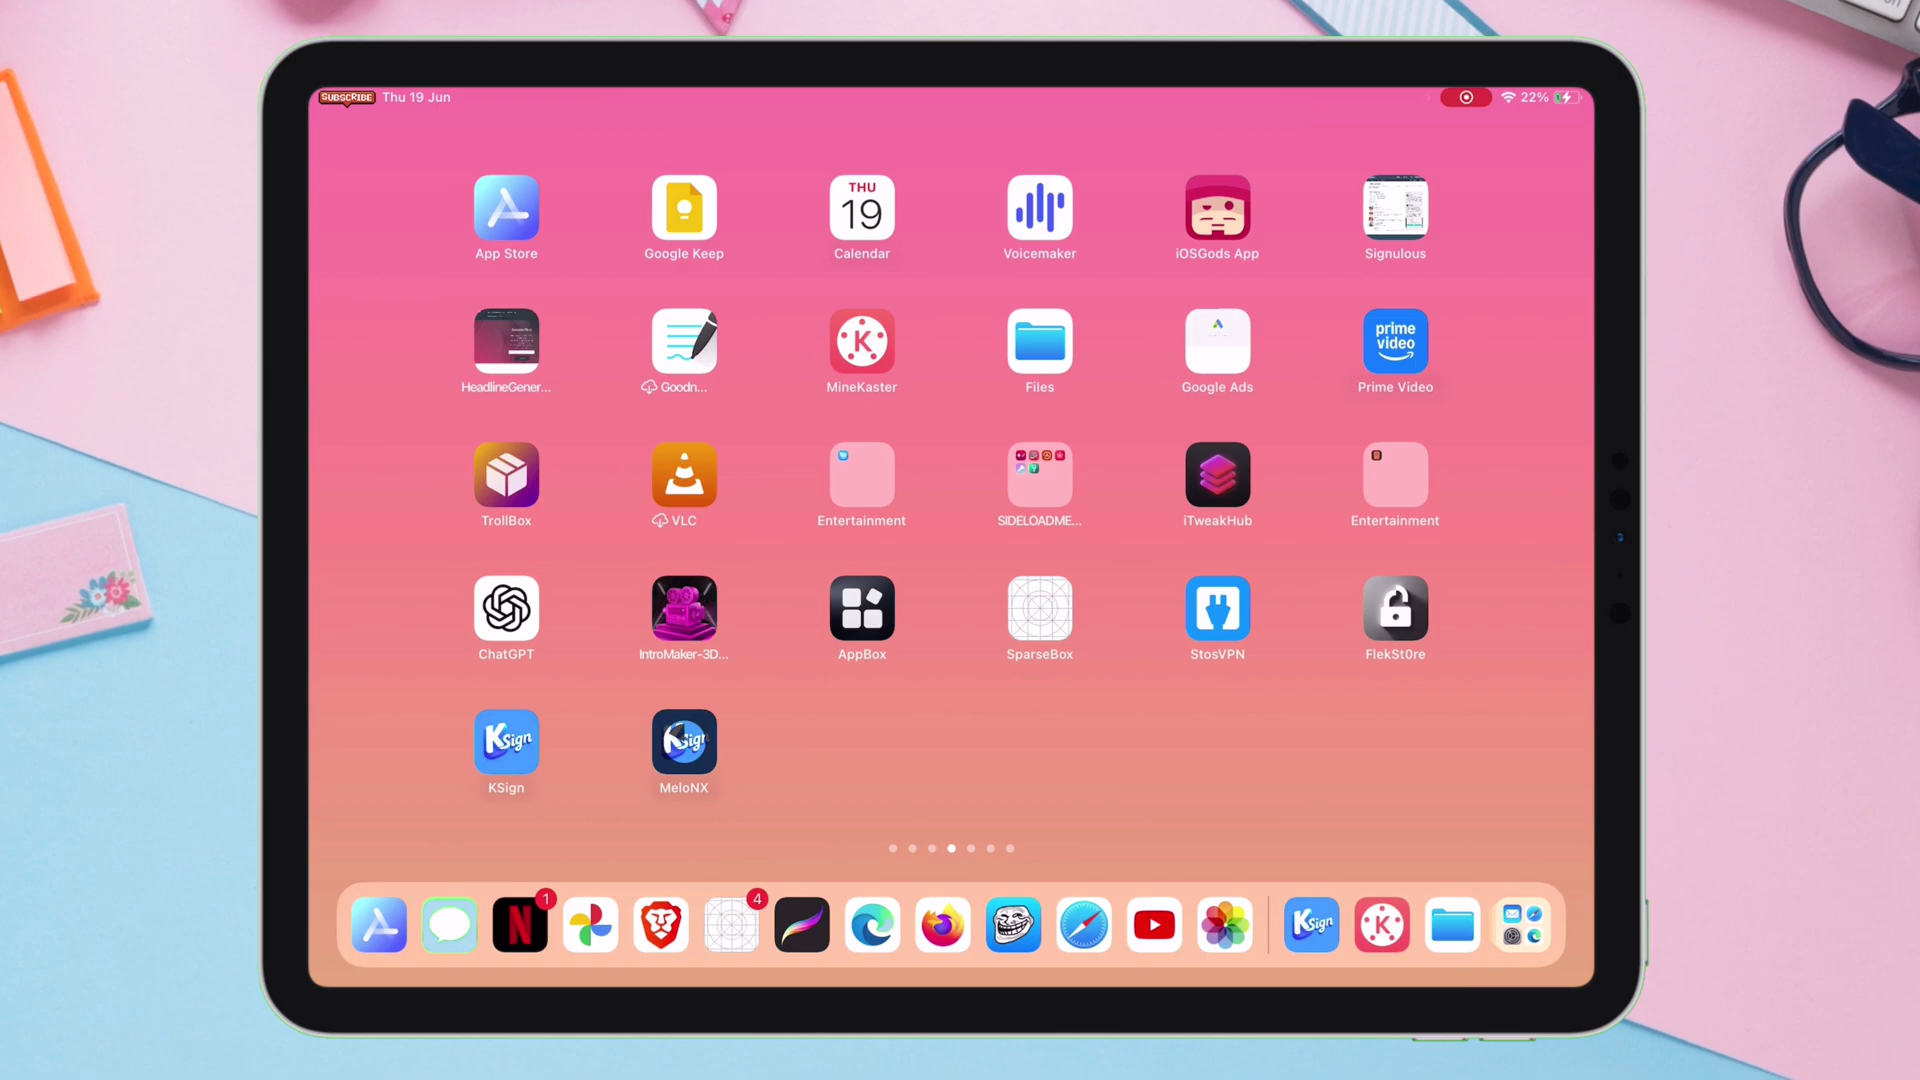 SUBSCRIBE Thu 19 Jun 22%
THU
19
App Store Google Keep Calendar Voicemaker iOSGods App Signulous
K
prime
video
HeadlineGener... Goodn... MineKaster Files Google Ads Prime Video
TrollBox VLC Entertainment SIDELOADME... iTweakHub Entertainment
ChatGPT IntroMaker-3D... AppBox SparseBox StosVPN FlekSt0re
KSign KSign
KSign MeloNX
1 4
N KSign K